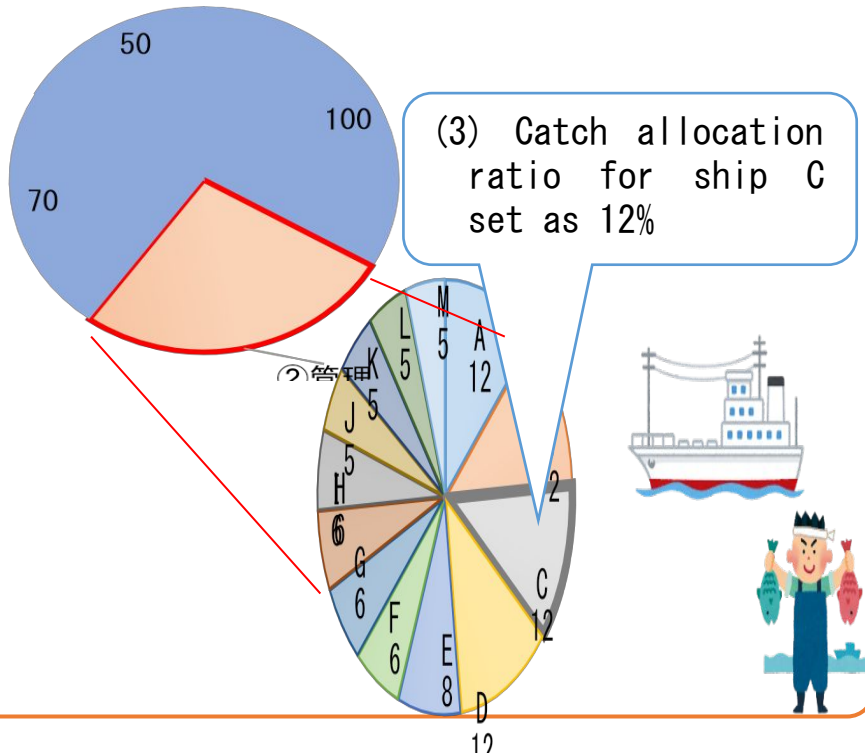 50
100
70
(3) Catch allocation
ratio for ship C
set as 12%
②管理
M
5
A
12
L
5
K
5
J
5
2
H
6
G
6
C
12
F
6
E
8
D
12